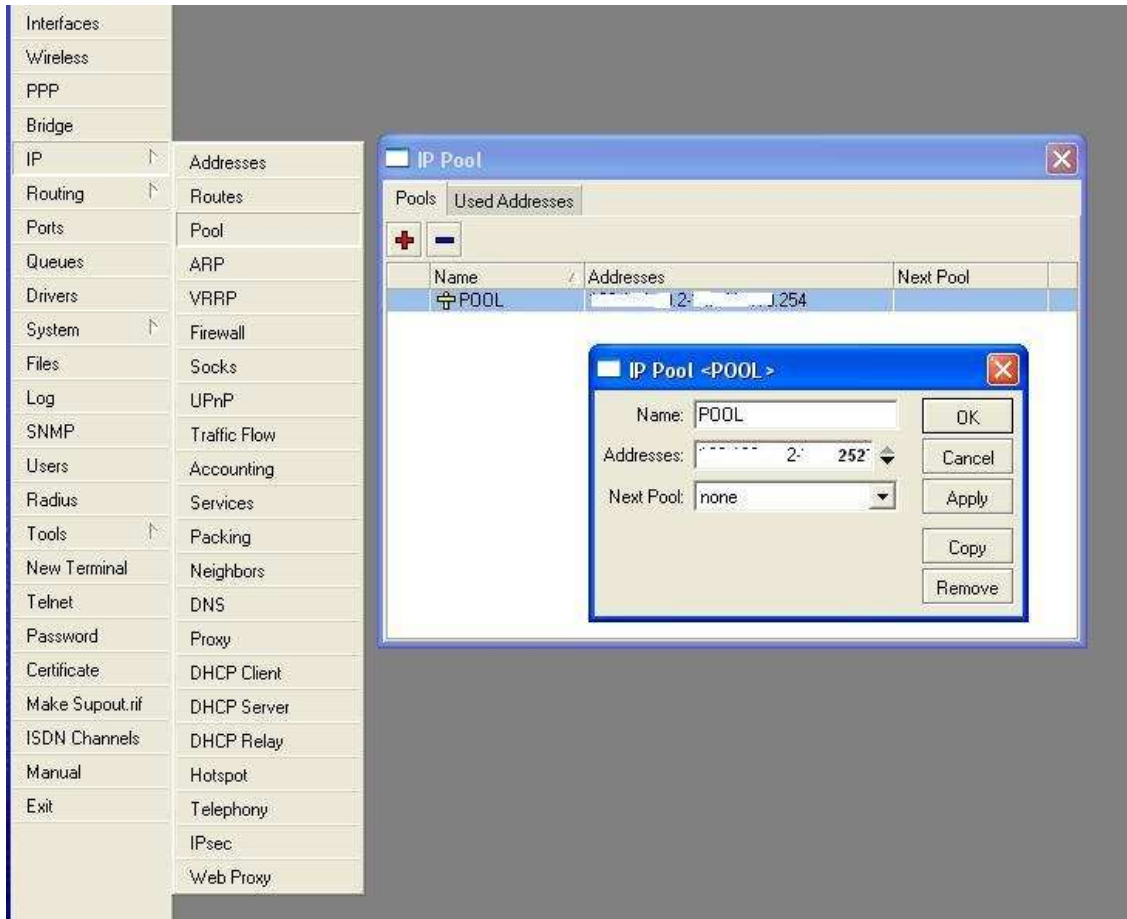 Interfaces
Wireless
PPP
Bridge
IP
Routing
Ports
Queues
Drivers
System
Files
Log
SNMP
Users
Radius
Tools
New Terminal
Telnet
Password
Certificate
Make Supout.rif
ISDN Channels
Manual
Exit
Addresses
Routes
Pool
ARP
VRRP
Firewall
Socks
UPnP
Traffic Flow
Accounting
Services
Packing
Neighbors
DNS
Proxy
DHCP Client
DHCP Server
DHCP Relay
Hotspot
Telephony
IPsec
Web Proxy
IP Pool
Pools Used Addresses
Name Addresses Next Pool
POOL .2- .254
IP Pool <POOL>
Name: POOL OK
Addresses: 2- 252 Cancel
Next Pool: none Apply
Copy
Remove